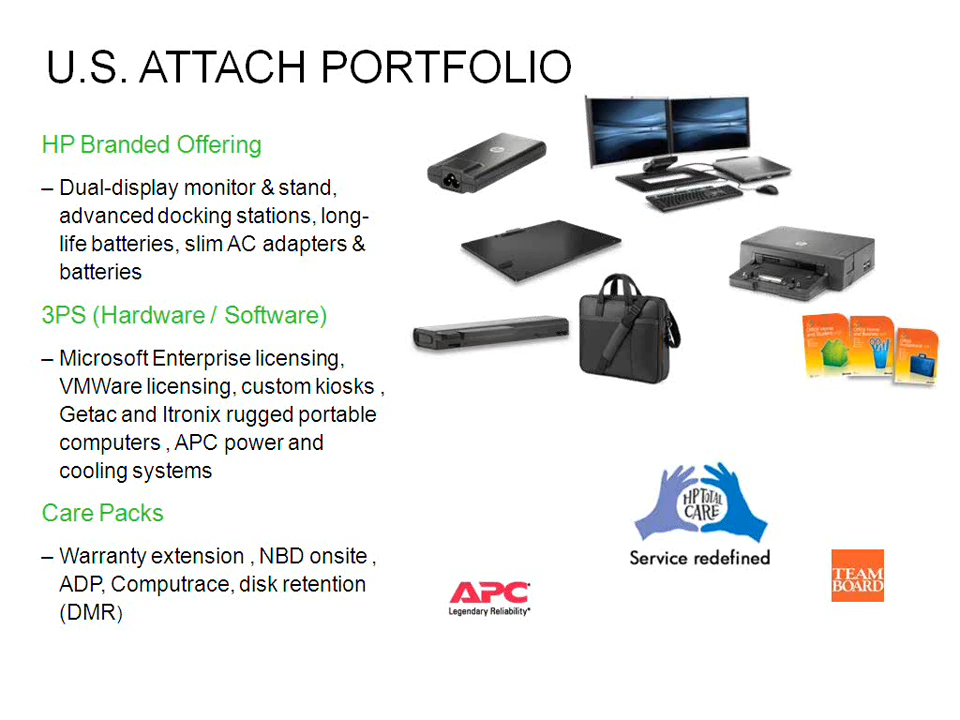 U.S. ATTACH PORTFOLIO
HP Branded Offering
– Dual-display monitor & stand,
advanced docking stations, long-
life batteries, slim AC adapters &
batteries
3PS (Hardware / Software)
– Microsoft Enterprise licensing,
VMWare licensing, custom kiosks ,
Getac and Itronix rugged portable
computers , APC power and
cooling systems
Care Packs
– Warranty extension , NBD onsite ,
ADP, Computrace, disk retention
(DMR)
HP TOTAL
CARE
Service redefined
APC
Legendary Reliability®
TEAM
BOARD